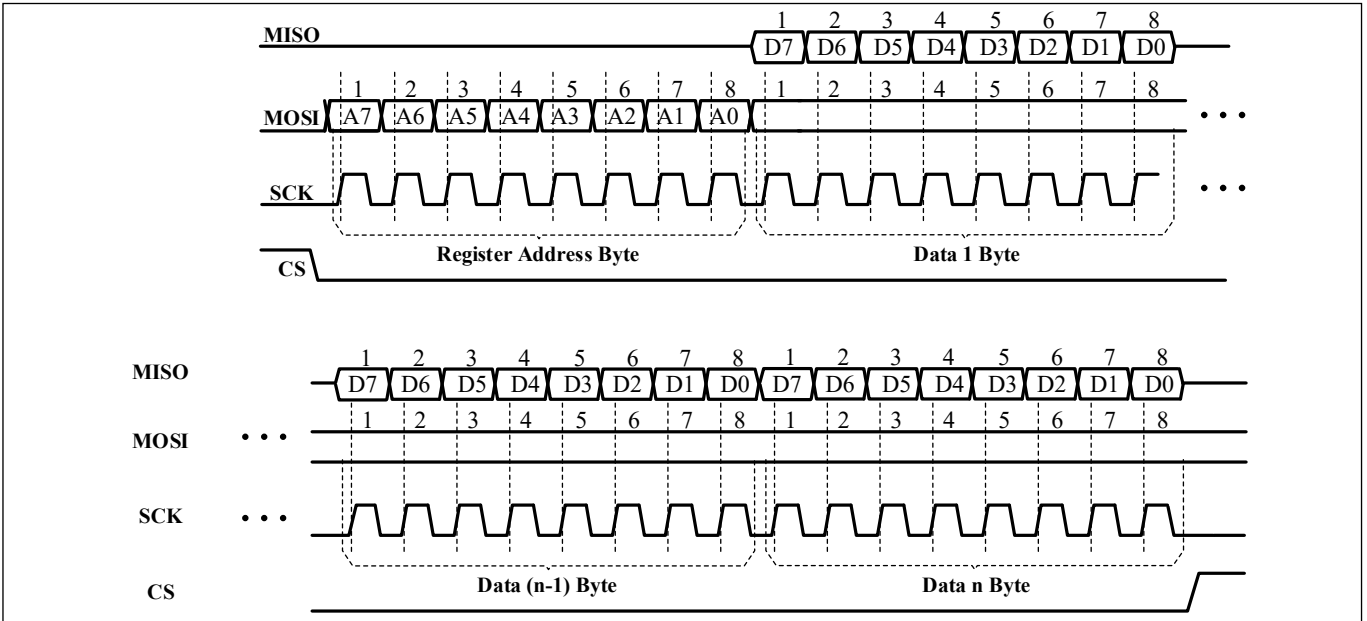 1 2 3 4 5 6 7 8
MISO
D7 D6 D5 D4 D3 D2 D1 D0
1 2 3 4 5 6 7 8 1 2 3 4 5 6 7 8
MOSI A7 A6 A5 A4 A3 A2 A1 A0 • • •
SCK • • •
Register Address Byte Data 1 Byte
CS
1 2 3 4 5 6 7 8 1 2 3 4 5 6 7 8
MISO D7 D6 D5 D4 D3 D2 D1 D0 D7 D6 D5 D4 D3 D2 D1 D0
1 2 3 4 5 6 7 8 1 2 3 4 5 6 7 8
MOSI • • •
SCK • • •
Data (n-1) Byte Data n Byte
CS